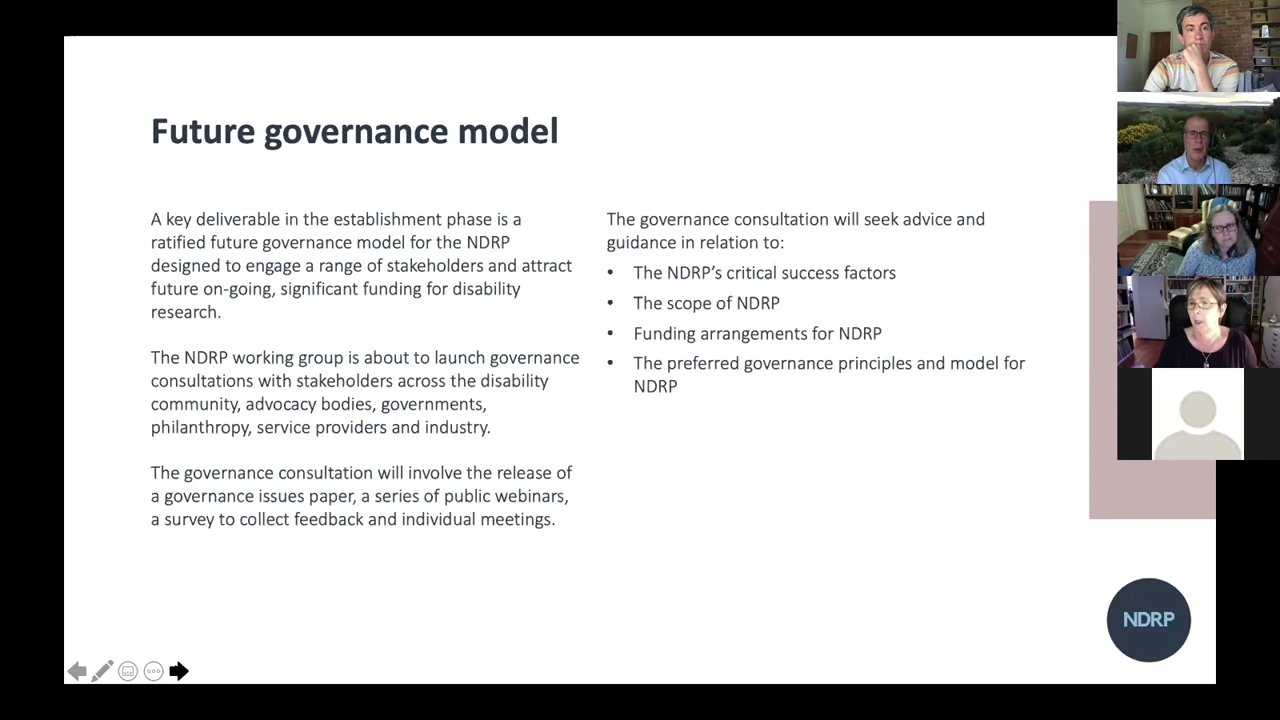 Future governance model
A key deliverable in the establishment phase is a
ratified future governance model for the NDRP
designed to engage a range of stakeholders and attract
future on-going, significant funding for disability
research.
The NDRP working group is about to launch governance
consultations with stakeholders across the disability
community, advocacy bodies, governments,
philanthropy, service providers and industry.
The governance consultation will involve the release of
a governance issues paper, a series of public webinars,
a survey to collect feedback and individual meetings.
The governance consultation will seek advice and
guidance in relation to:
• The NDRP’s critical success factors
• The scope of NDRP
• Funding arrangements for NDRP
• The preferred governance principles and model for
NDRP
NDRP